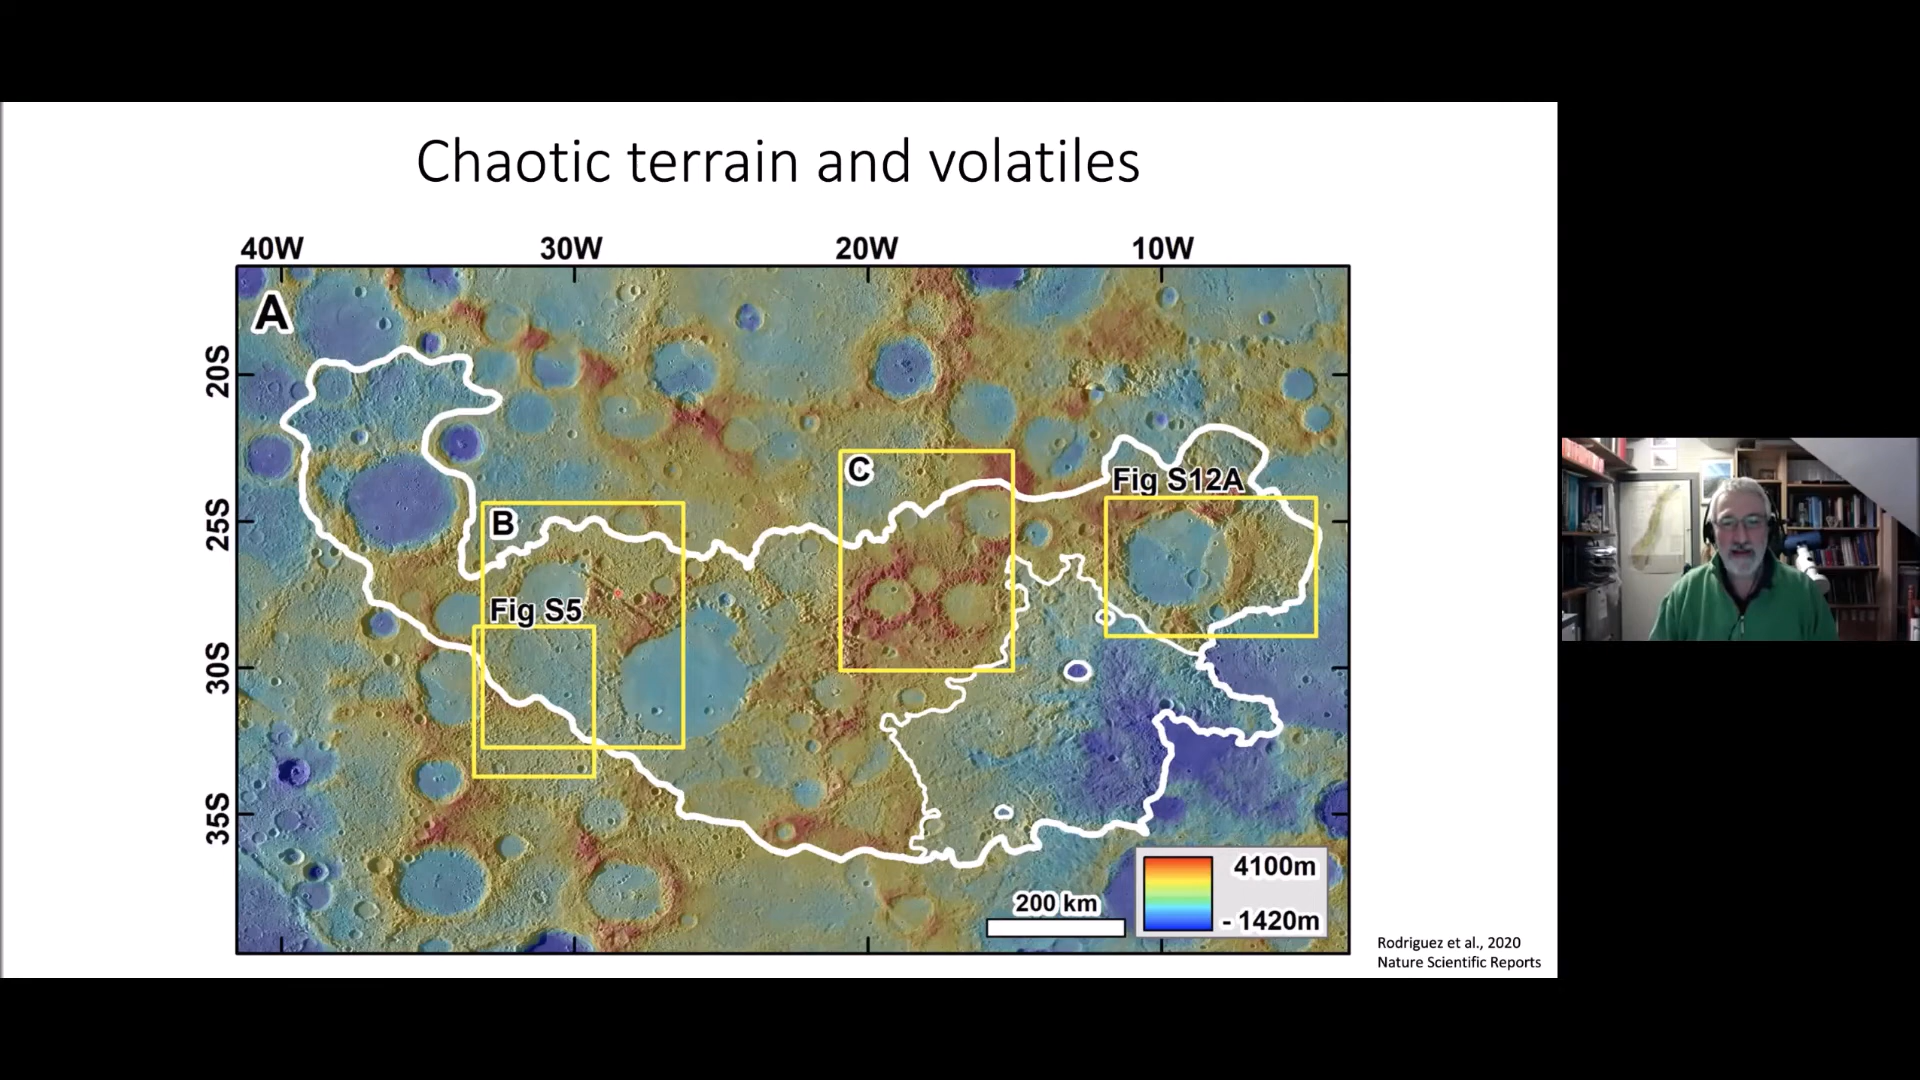 Chaotic terrain and volatiles
40W 30W 20W 10W
A
20S
25S
30S
35S
C
Fig S12A
B
Fig S5
4100m
- 1420m
200 km
Rodriguez et al., 2020
Nature Scientific Reports